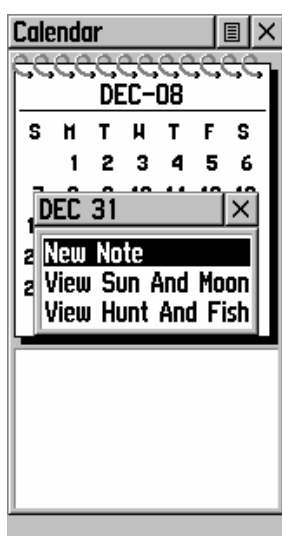 Calendar
DEC-08
S M T W T F S
1 2 3 4 5 6
DEC 31
New Note
View Sun And Moon
View Hunt And Fish